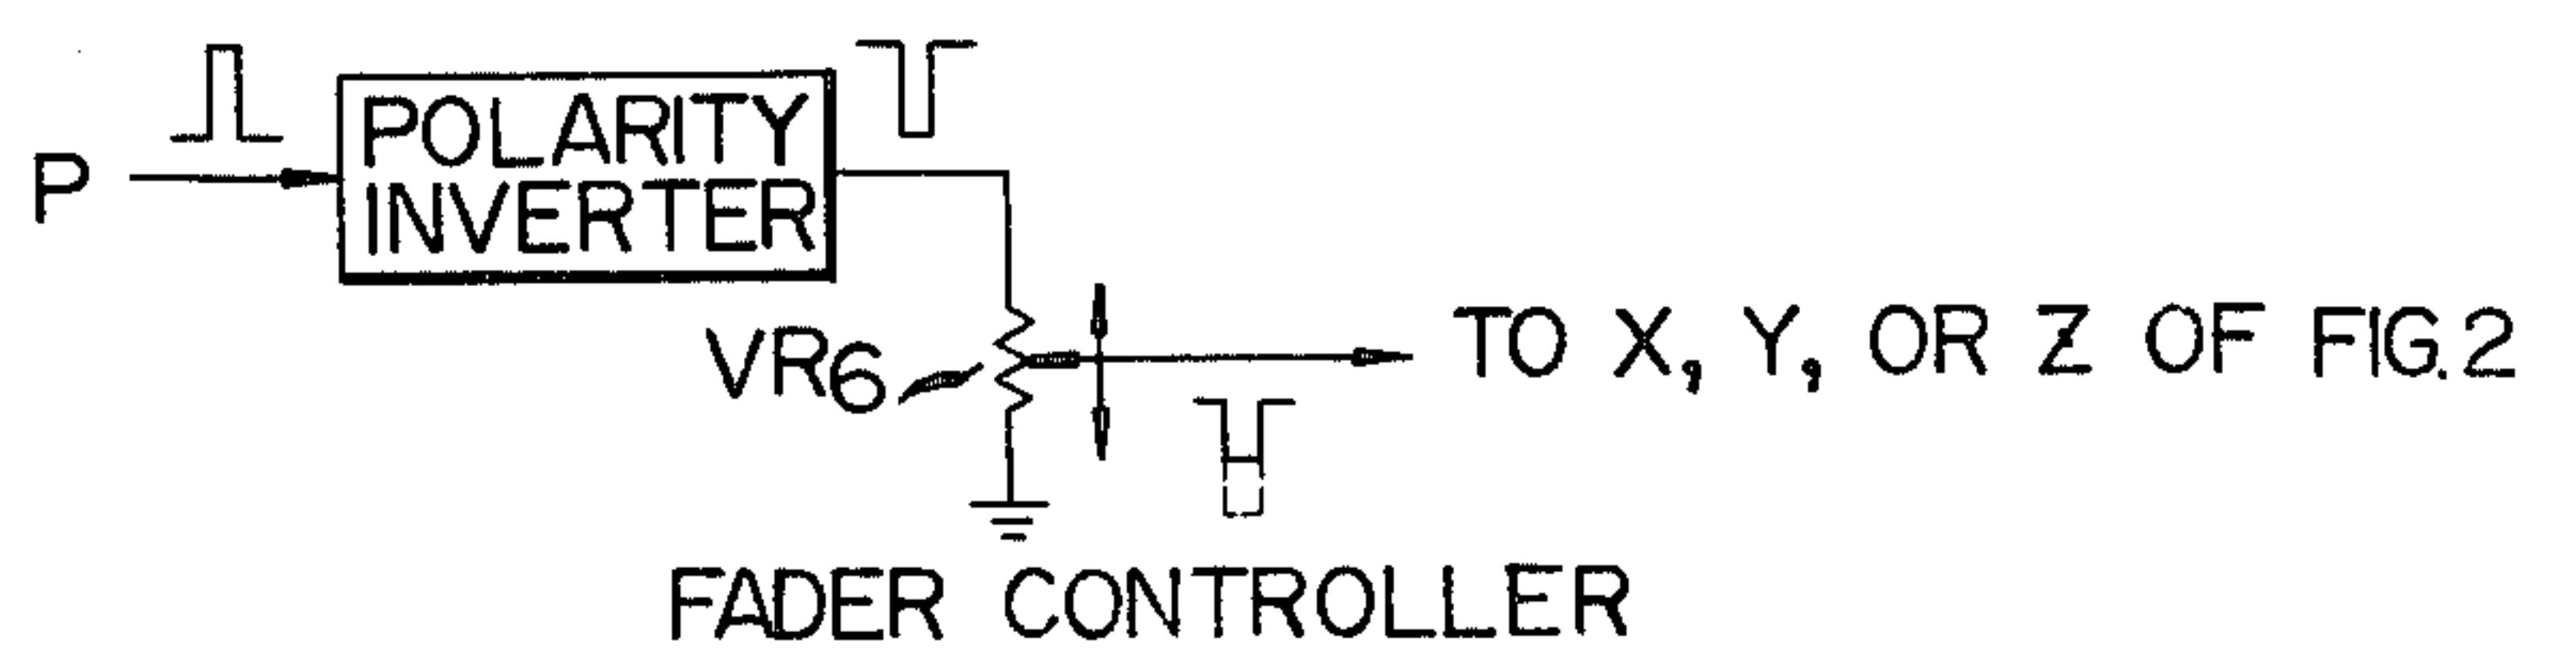 P
POLARITY
INVERTER
VR6
TO X, Y, OR Z OF FIG. 2
FADER CONTROLLER